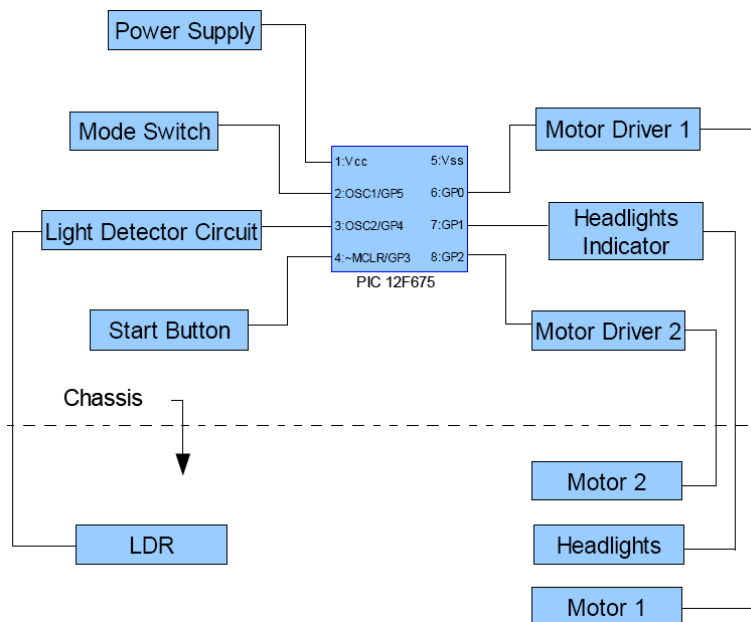 Power Supply
Mode Switch
Light Detector Circuit
Start Button
1:Vcc
2:OSC1/GP5
3:OSC2/GP4
4:~MCLR/GP3
5:Vss
6:GP0
7:GP1
8:GP2
PIC 12F675
Motor Driver 1
Headlights
Indicator
Motor Driver 2
Chassis
LDR
Motor 2
Headlights
Motor 1